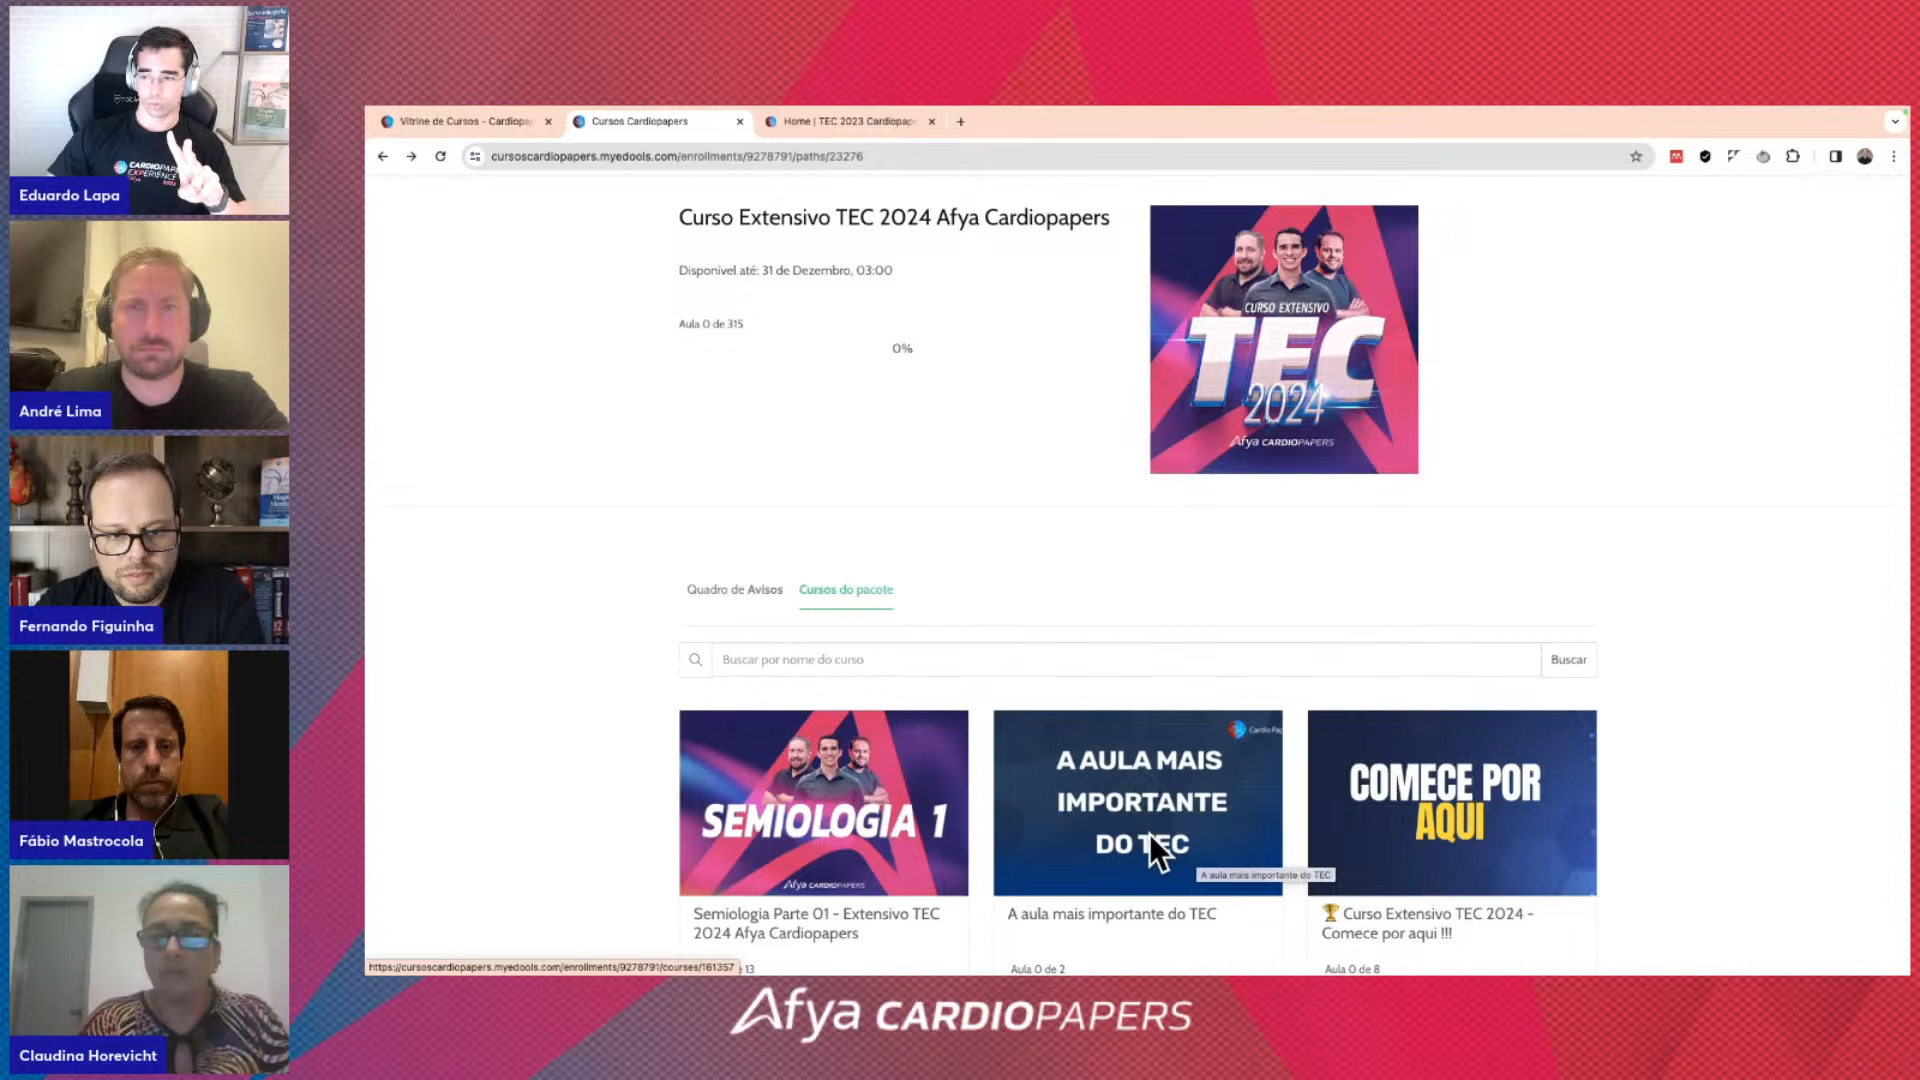 Eduardo Lapa
André Lima
Fernando Figuinha
Fábio Mastrocola
Claudina Horevicht
CARDIOPAPERS
EXPERIENCE
Vitrine de Cursos - Cardiopap
Cursos Cardiopapers
Home | TEC 2023 Cardiopape
cursoscardiopapers.myedools.com/enrollments/9278791/paths/23276
Curso Extensivo TEC 2024 Afya Cardiopapers
Disponivel até: 31 de Dezembro, 03:00
Aula 0 de 315
0%
CURSO EXTENSIVO
TEC
2024
Afya CARDIOPAPERS
Quadro de Avisos
Cursos do pacote
Buscar por nome do curso
Buscar
SEMIOLOGIA 1
Afya CARDIOPAPERS
CardioPap
A AULA MAIS
IMPORTANTE
DO TEC
A aula mais importante do TEC
COMECE POR
AQUI
Semiologia Parte 01 - Extensivo TEC
2024 Afya Cardiopapers
A aula mais importante do TEC
Curso Extensivo TEC 2024 -
Comece por aqui !!!
https://cursoscardiopapers.myedools.com/enrollments/9278791/courses/161357
13
Aula 0 de 2
Aula 0 de 8
Afya CARDIOPAPERS